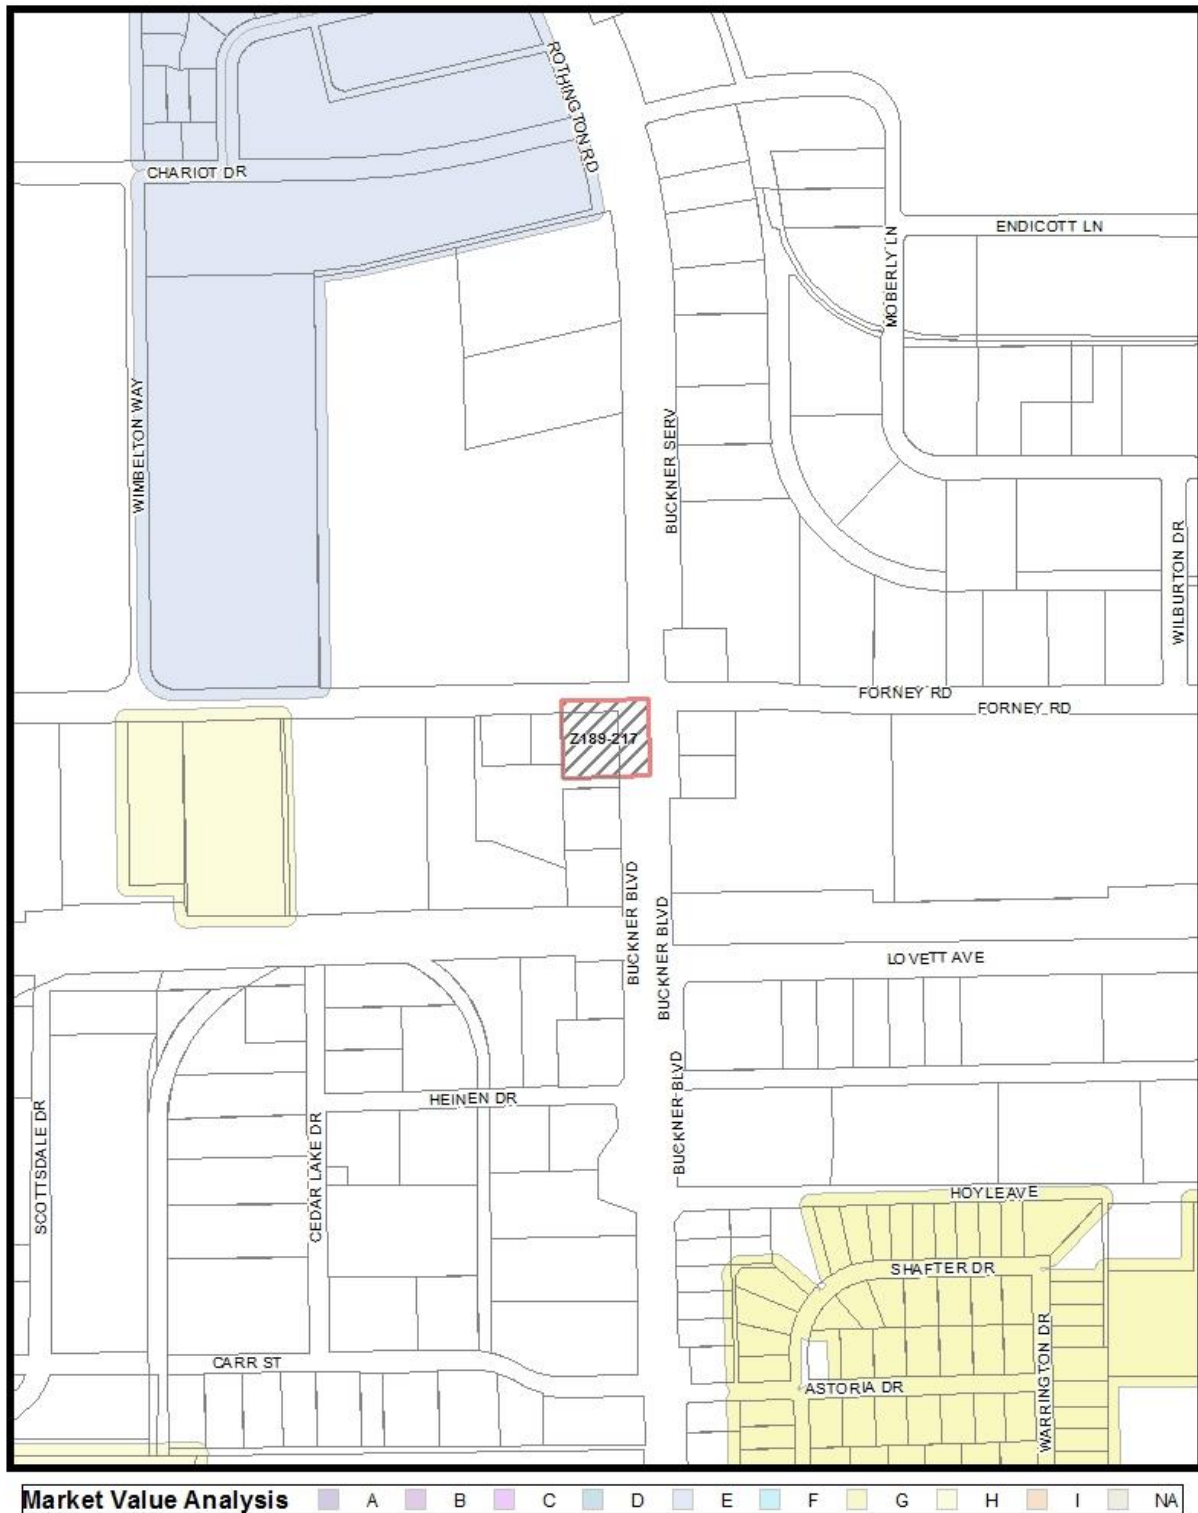 ROTHINGTON RD
CHARIOT DR
ENDICOTT LN
MOBERLY LN
WIMBELTON WAY
BUCKNER SERV
WILBURTON DR
FORNEY RD
FORNEY RD
Z189-217
BUCKNER BLVD
BUCKNER BLVD
LOVETT AVE
BUCKNER BLVD
HEINEN DR
SCOTTSDALE DR
CEDAR LAKE DR
HOYLE AVE
SHAFTER DR
WARRINGTON DR
CARR ST
ASTORIA DR
Market Value Analysis A B C D E F G H I NA